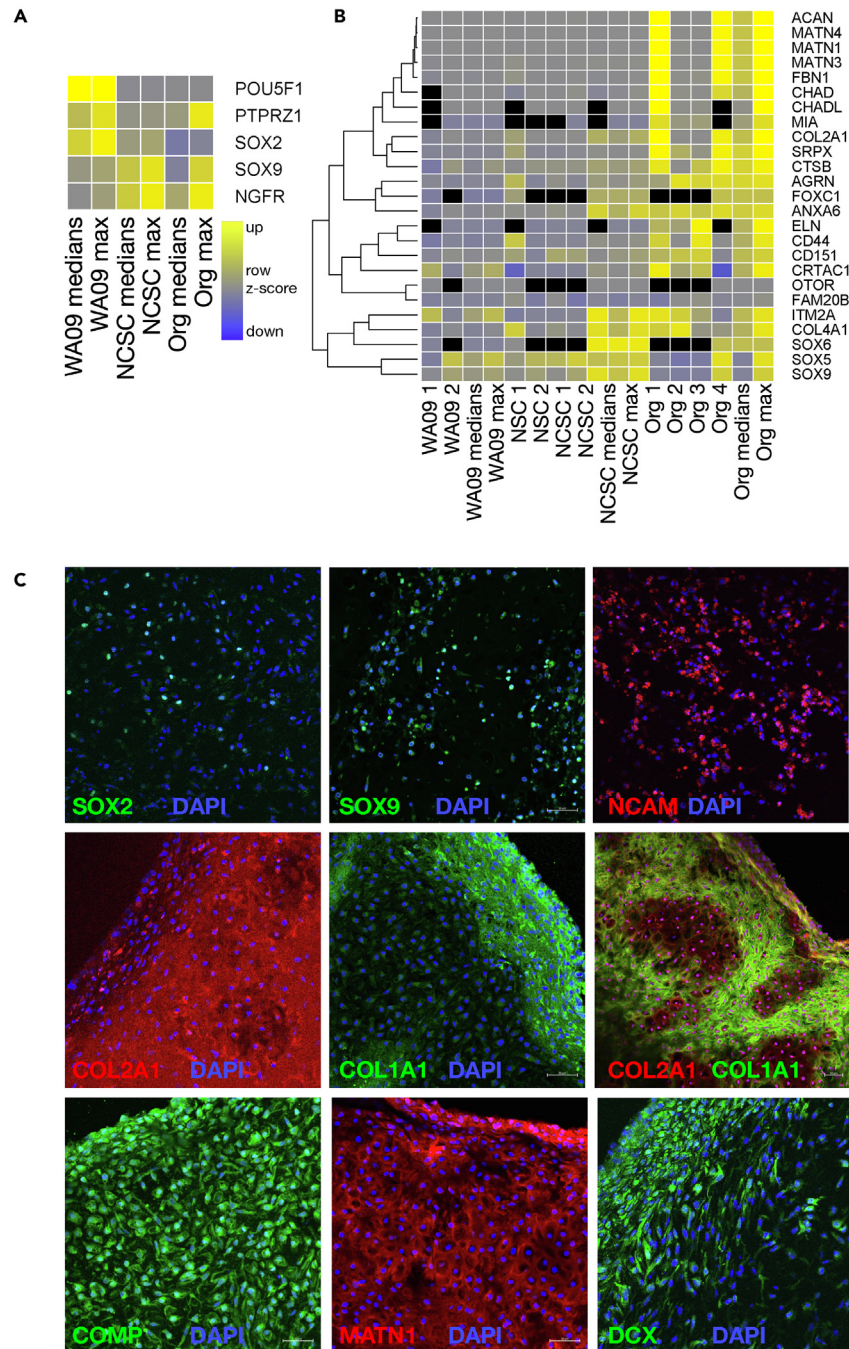 A
POU5F1
PTPRZ1
SOX2
SOX9
NGFR
WA09 medians
WA09 max
NCSC medians
NCSC max
Org medians
Org max
up
row
z-score
down
B
ACAN
MATN4
MATN1
MATN3
FBN1
CHAD
CHADL
MIA
COL2A1
SRPX
CTSB
AGRN
FOXC1
ANXA6
ELN
CD44
CD151
CRTAC1
OTOR
FAM20B
ITM2A
COL4A1
SOX6
SOX5
SOX9
WA09 1
WA09 2
WA09 medians
WA09 max
NSC 1
NSC 2
NCSC 1
NCSC 2
NCSC medians
NCSC max
Org 1
Org 2
Org 3
Org 4
Org medians
Org max
C
SOX2 DAPI
SOX9 DAPI
NCAM DAPI
COL2A1 DAPI
COL1A1 DAPI
COL2A1 COL1A1
COMP DAPI
MATN1 DAPI
DCX DAPI